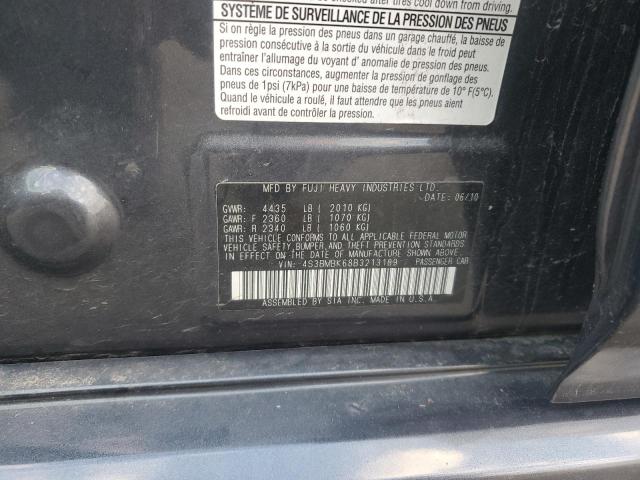 checked after tires cool down from driving.
SYSTÈME DE SURVEILLANCE DE LA PRESSION DES PNEUS
Si on règle la pression des pneus dans un garage chauffé, la baisse de
pression consécutive à la sortie du véhicule dans le froid peut
entraîner l'allumage du voyant d' anomalie de pression des pneus.
Dans ces circonstances, augmenter la pression de gonflage des
pneus de 1psi (7kPa) pour une baisse de température de 10° F(5°C).
Quand le véhicule a roulé, il faut attendre que les pneus aient
refroidi avant de contrôler la pression.
MFD BY FUJI HEAVY INDUSTRIES LTD.
DATE: 06/10
GVWR: 4435 LB ( 2010 KG)
GAWR: F 2360 LB ( 1070 KG)
GAWR: R 2340 LB ( 1060 KG)
THIS VEHICLE CONFORMS TO ALL APPLICABLE FEDERAL MOTOR
VEHICLE SAFETY,BUMPER,AND THEFT PREVENTION STANDARDS
IN EFFECT ON THE DATE OF MANUFACTURE SHOWN ABOVE.
VIN: 4S3BMBK68B3213189 PASSENGER CAR
ASSEMBLED BY SIA INC. MADE IN U.S.A.